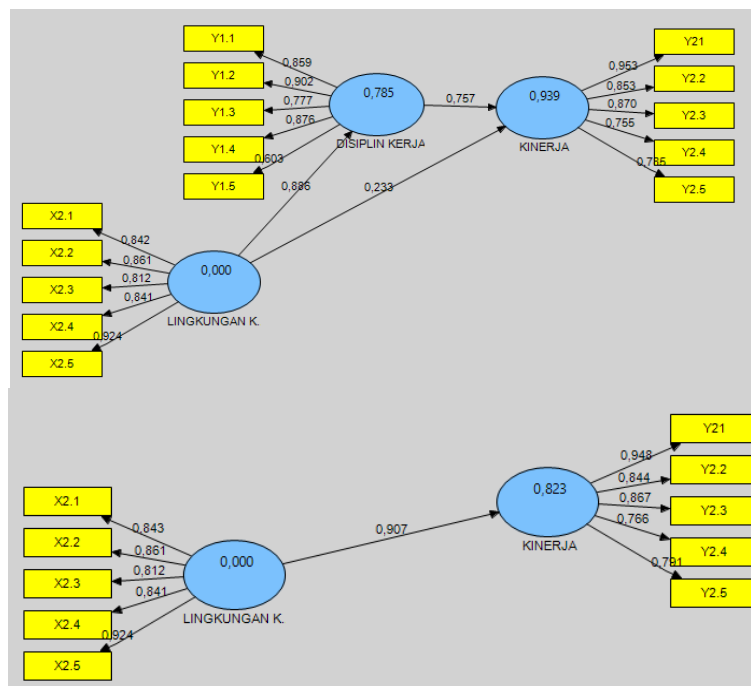 Y1.1
Y1.2
Y1.3
Y1.4
Y1.5
0,859
0,902
0,777
0,876
0,603
0,785
DISIPLIN KERJA
0,757
0,939
KINERJA
0,953
0,853
0,870
0,755
0,785
Y21
Y2.2
Y2.3
Y2.4
Y2.5
0,886
0,233
X2.1
X2.2
X2.3
X2.4
X2.5
0,842
0,861
0,812
0,841
0,924
0,000
LINGKUNGAN K.
X2.1
X2.2
X2.3
X2.4
X2.5
0,843
0,861
0,812
0,841
0,924
0,000
LINGKUNGAN K.
0,907
0,823
KINERJA
0,948
0,844
0,867
0,766
0,791
Y21
Y2.2
Y2.3
Y2.4
Y2.5